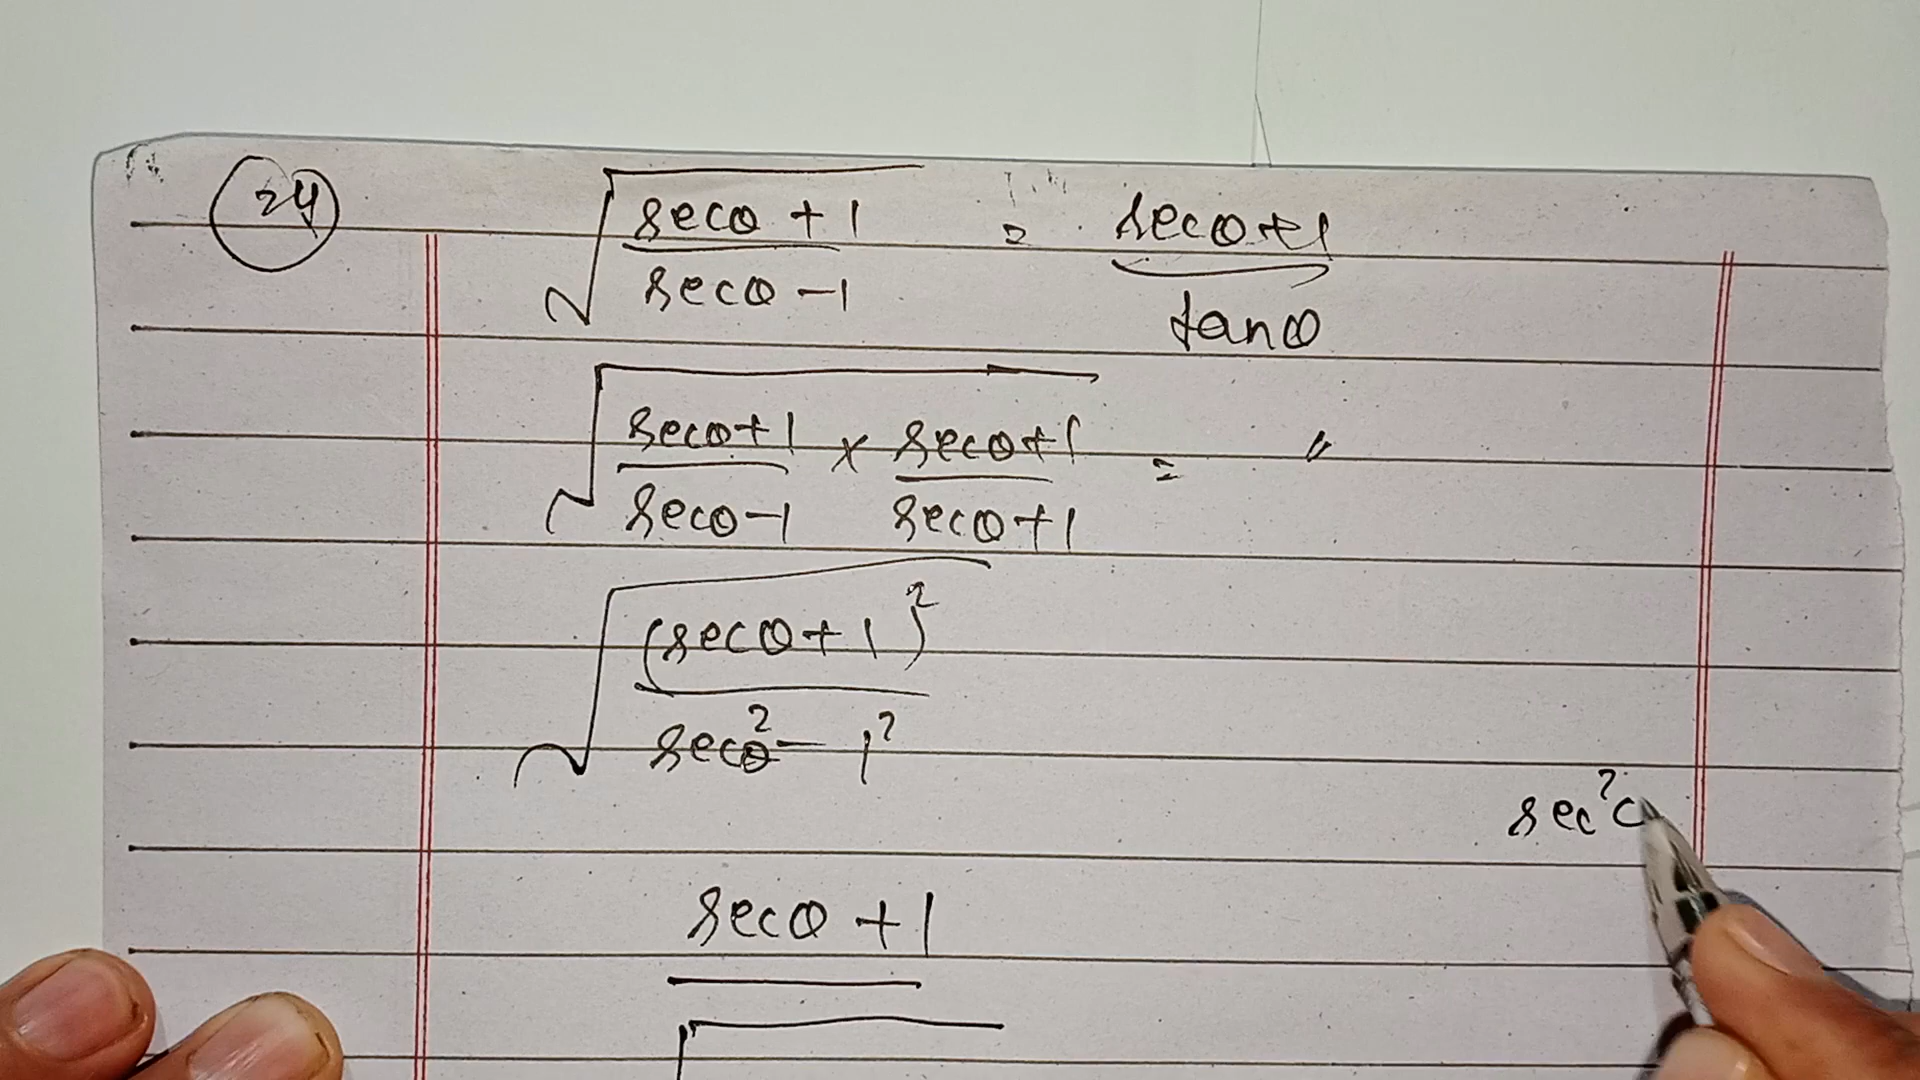 24
√((secθ + 1)/(secθ - 1)) = (secθ + 1)/tanθ
√((secθ + 1)/(secθ - 1) × (secθ + 1)/(secθ + 1)) = "
√((secθ + 1)²/(secθ² - 1²))
sec²
secθ + 1
√